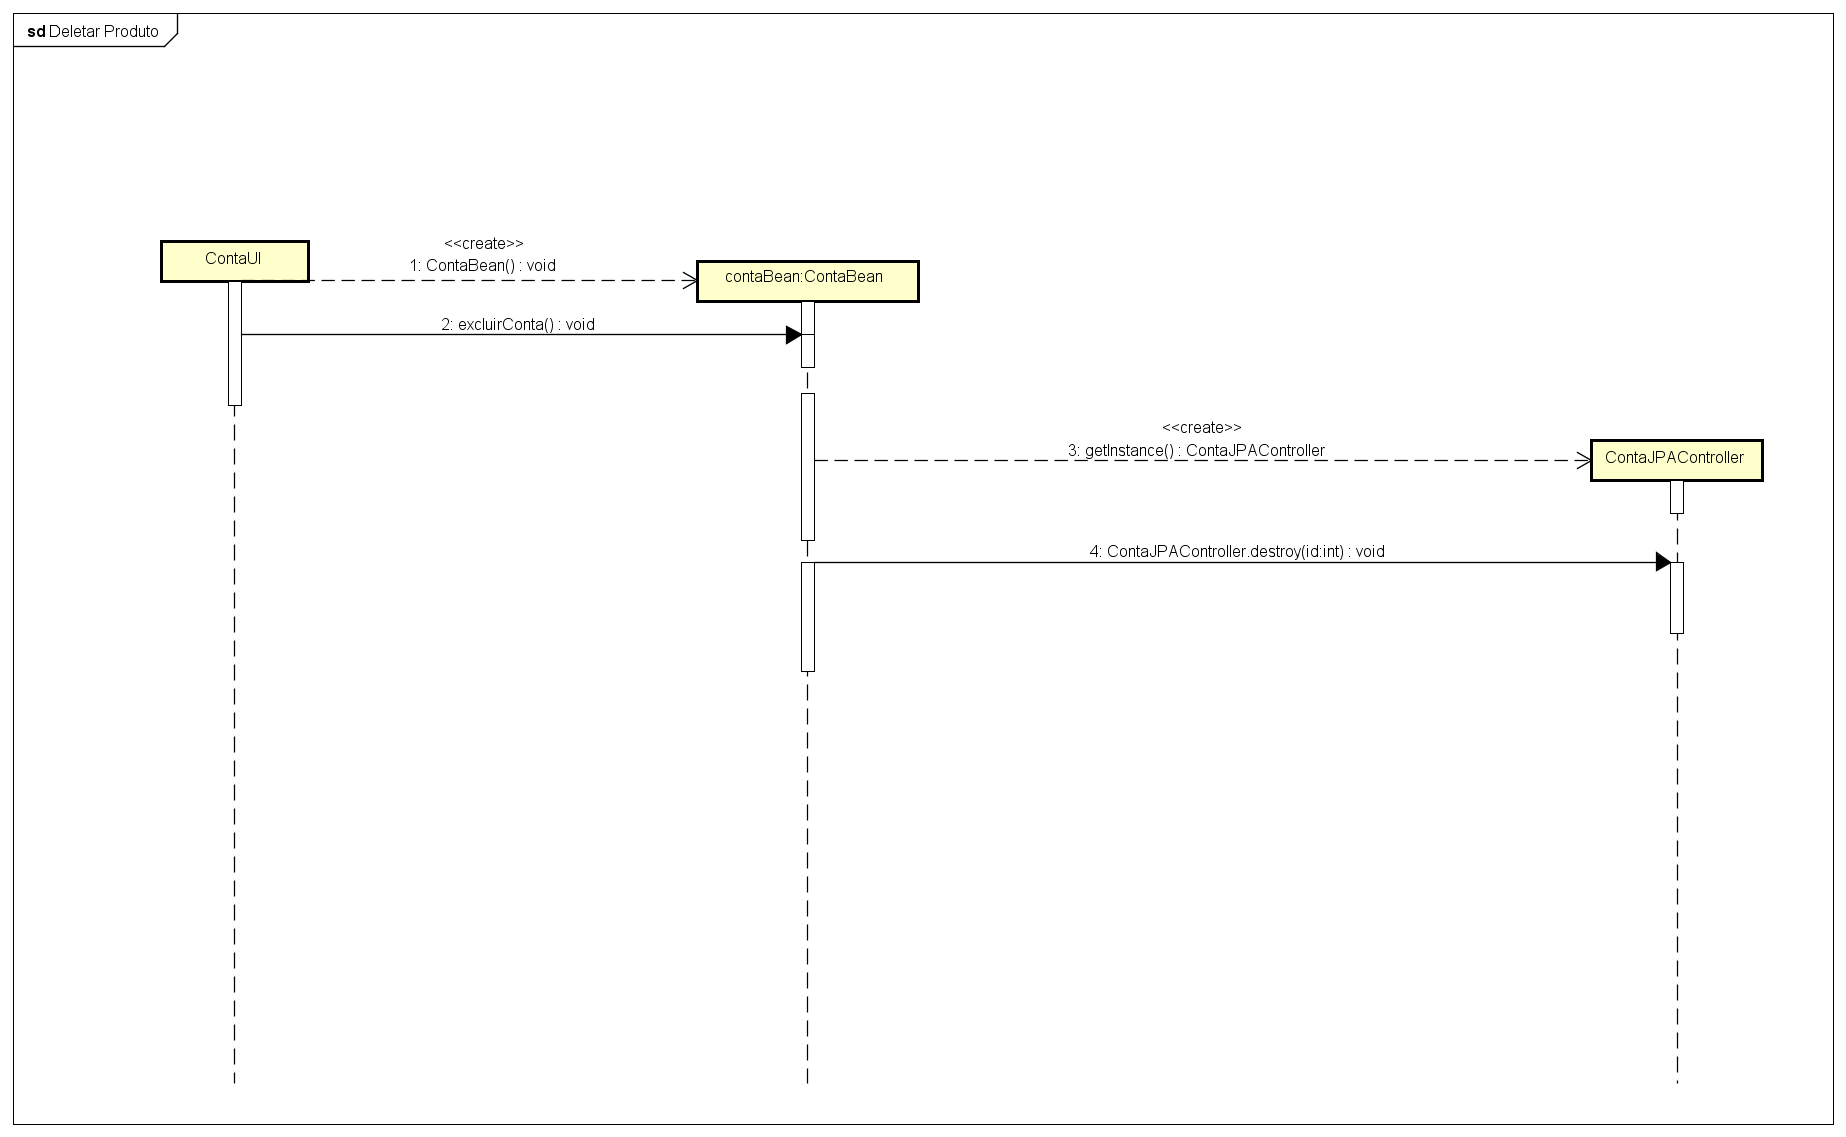 sd Deletar Produto
ContaUI
<<create>>
1: ContaBean() : void
contaBean:ContaBean
2: excluirConta() : void
<<create>>
3: getInstance() : ContaJPAController
ContaJPAController
4: ContaJPAController.destroy(id:int) : void